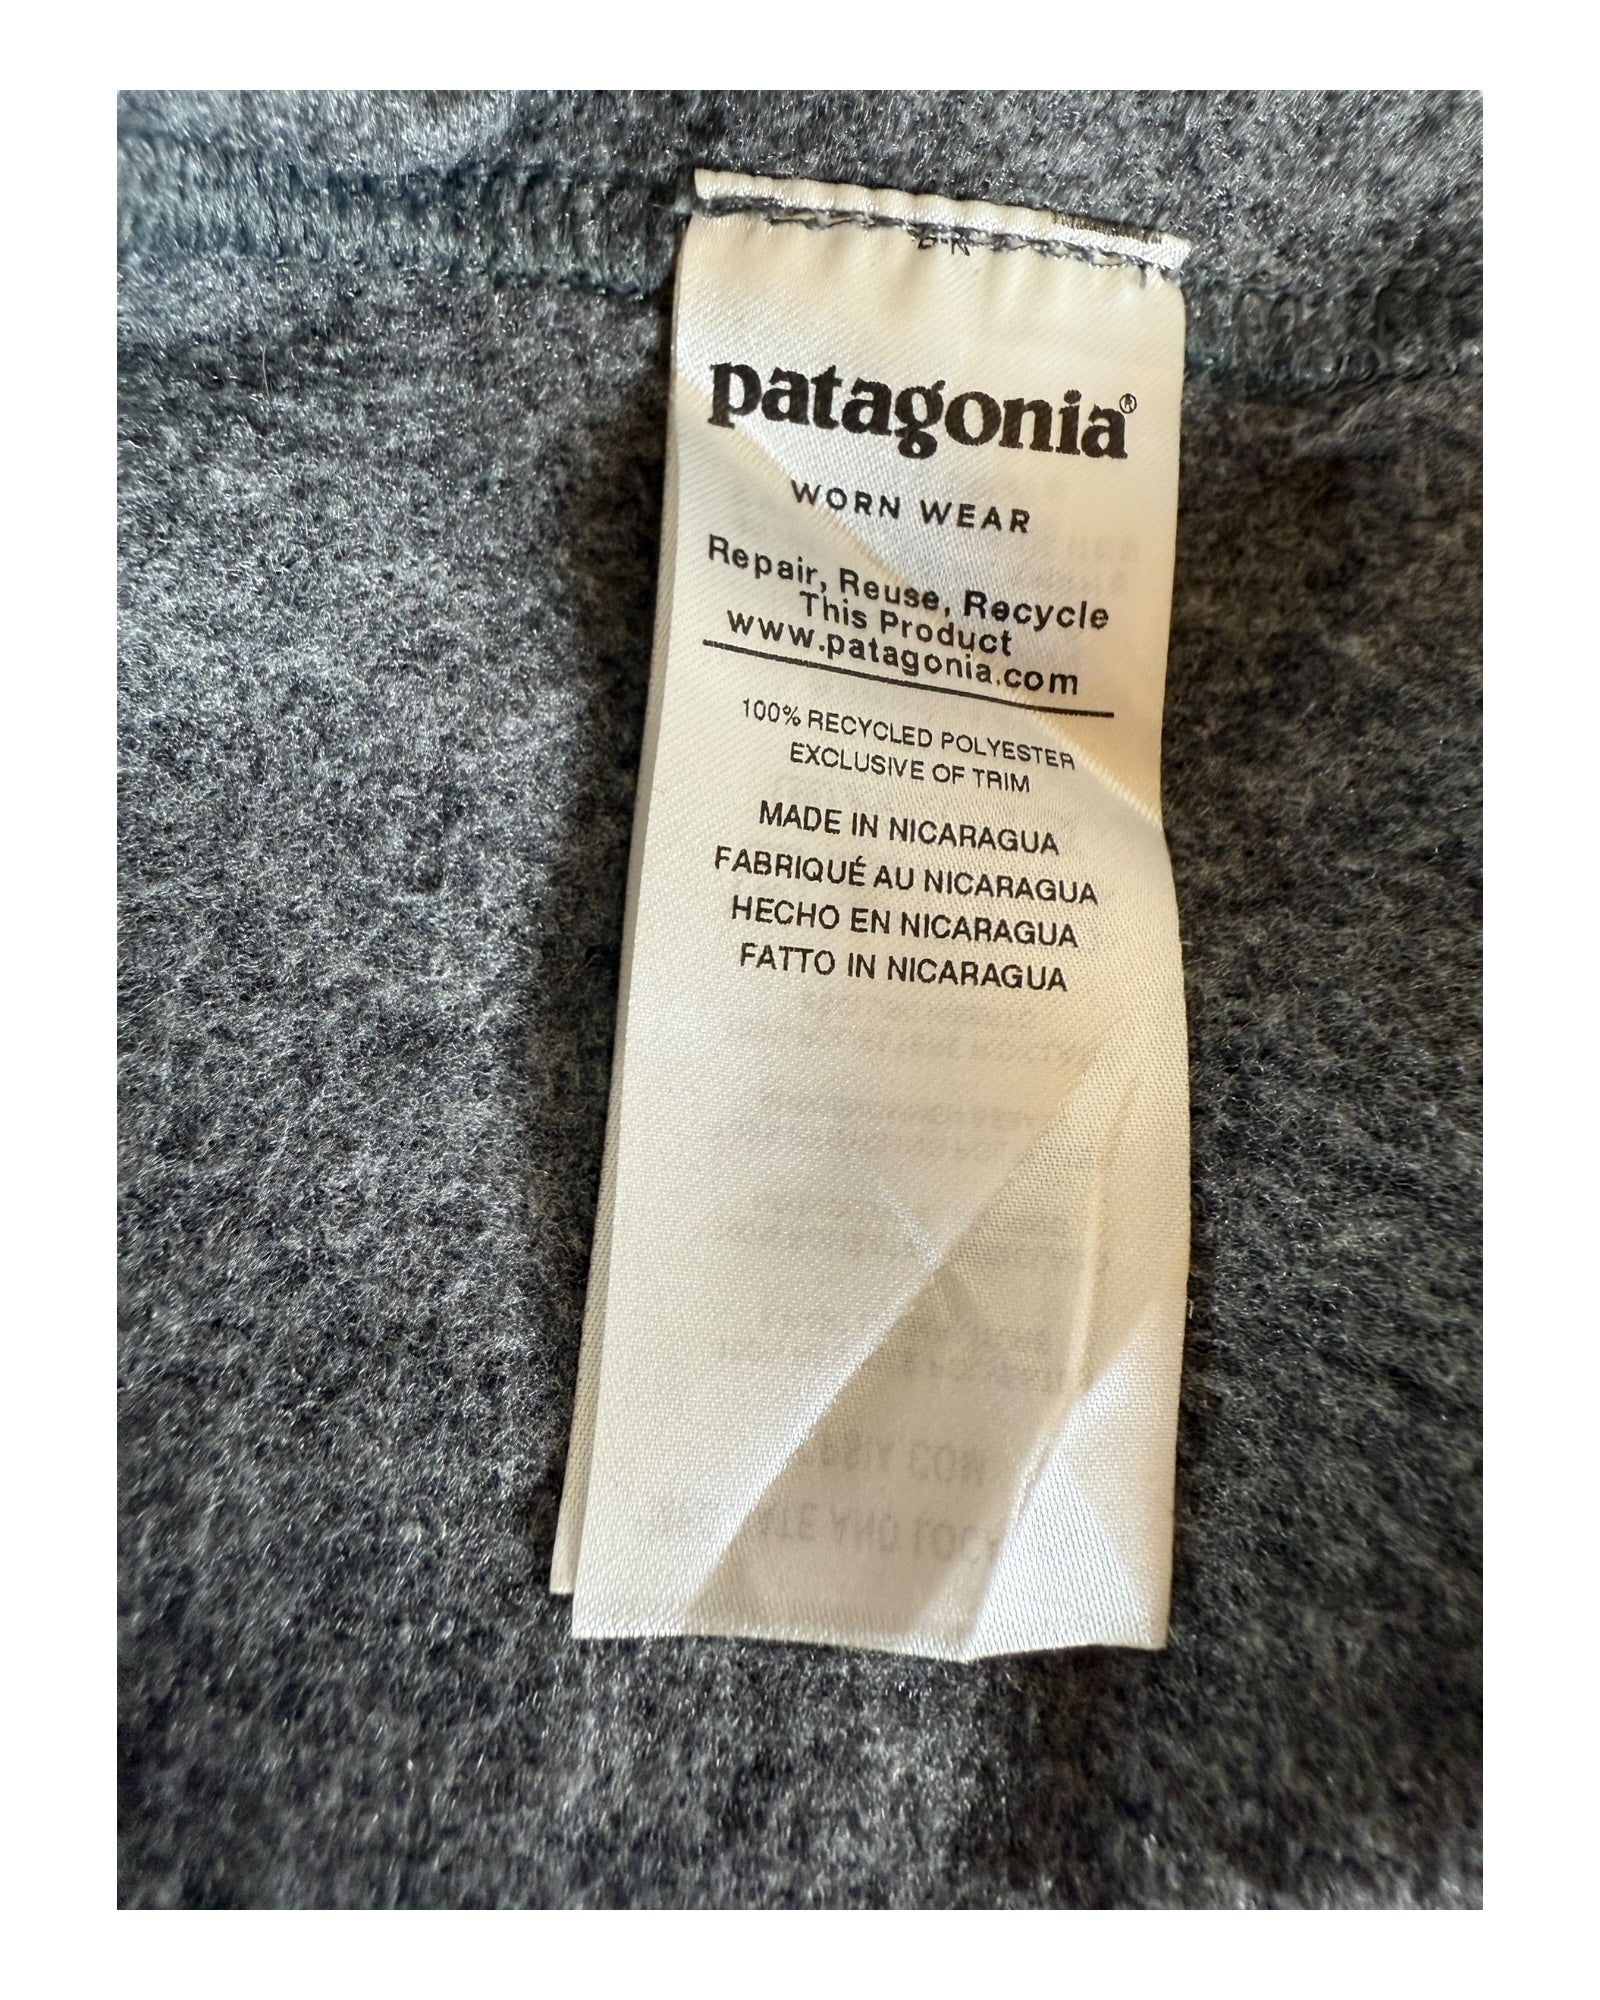 patagonia®
WORN WEAR
Repair, Reuse, Recycle
This Product
www.patagonia.com
100% RECYCLED POLYESTER
EXCLUSIVE OF TRIM
MADE IN NICARAGUA
FABRIQUÉ AU NICARAGUA
HECHO EN NICARAGUA
FATTO IN NICARAGUA